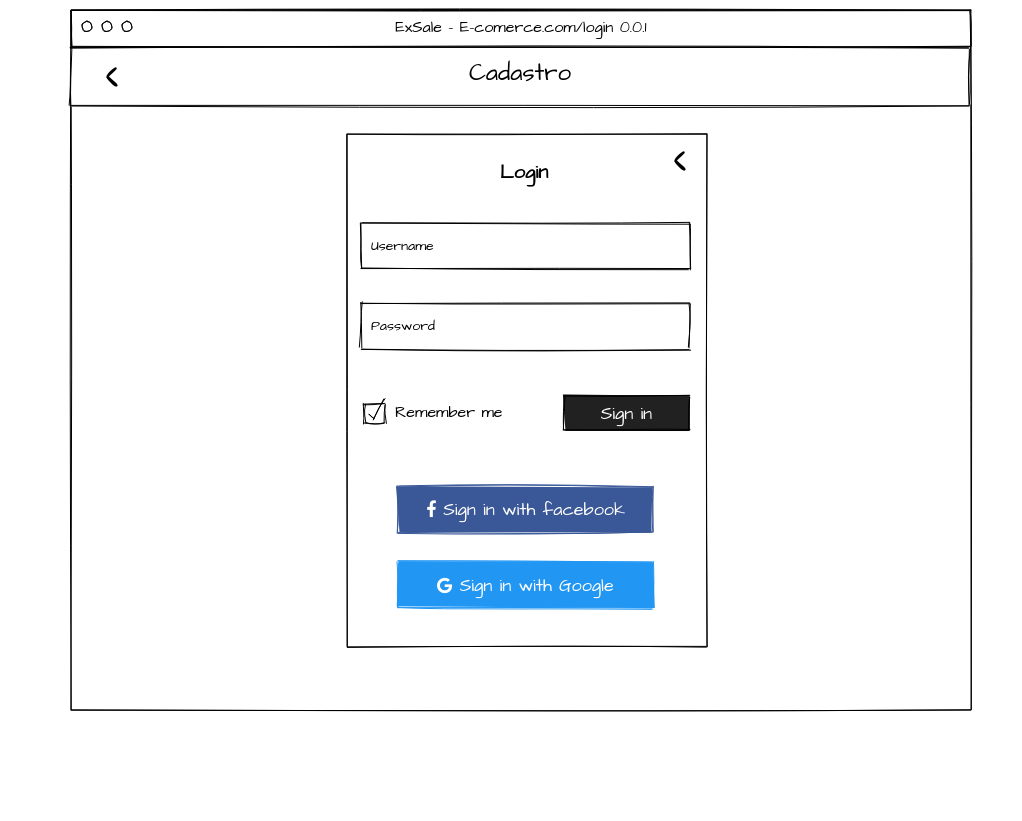 ExSale - E-comerce.com/login 0.0.1
Cadastro
Login
Username
Password
Remember me
Sign in
Sign in with facebook
Sign in with Google